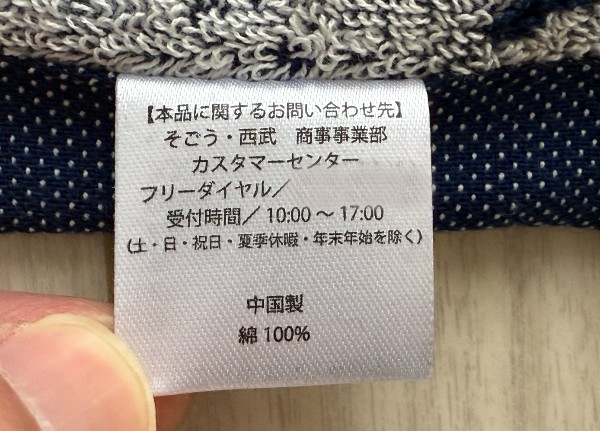 【本品に関するお問い合わせ先】
そごう・西武　商事事業部
カスタマーセンター
フリーダイヤル／
受付時間／10:00～17:00
(土・日・祝日・夏季休暇・年末年始を除く)
中国製
綿100%